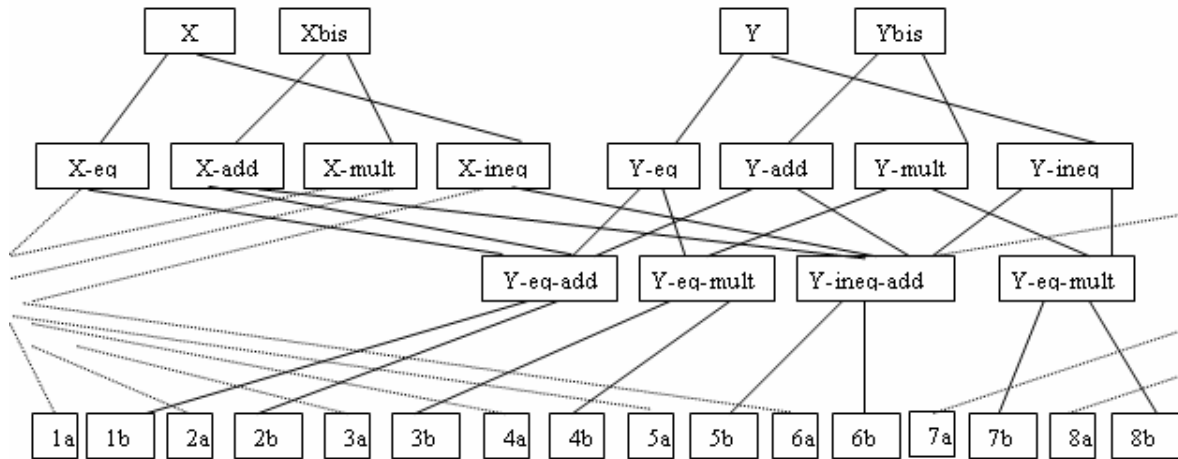 X Xbis Y Ybis
X-eq X-add X-mult X-ineq Y-eq Y-add Y-mult Y-ineq
Y-eq-add Y-eq-mult Y-ineq-add Y-eq-mult
1a 1b 2a 2b 3a 3b 4a 4b 5a 5b 6a 6b 7a 7b 8a 8b